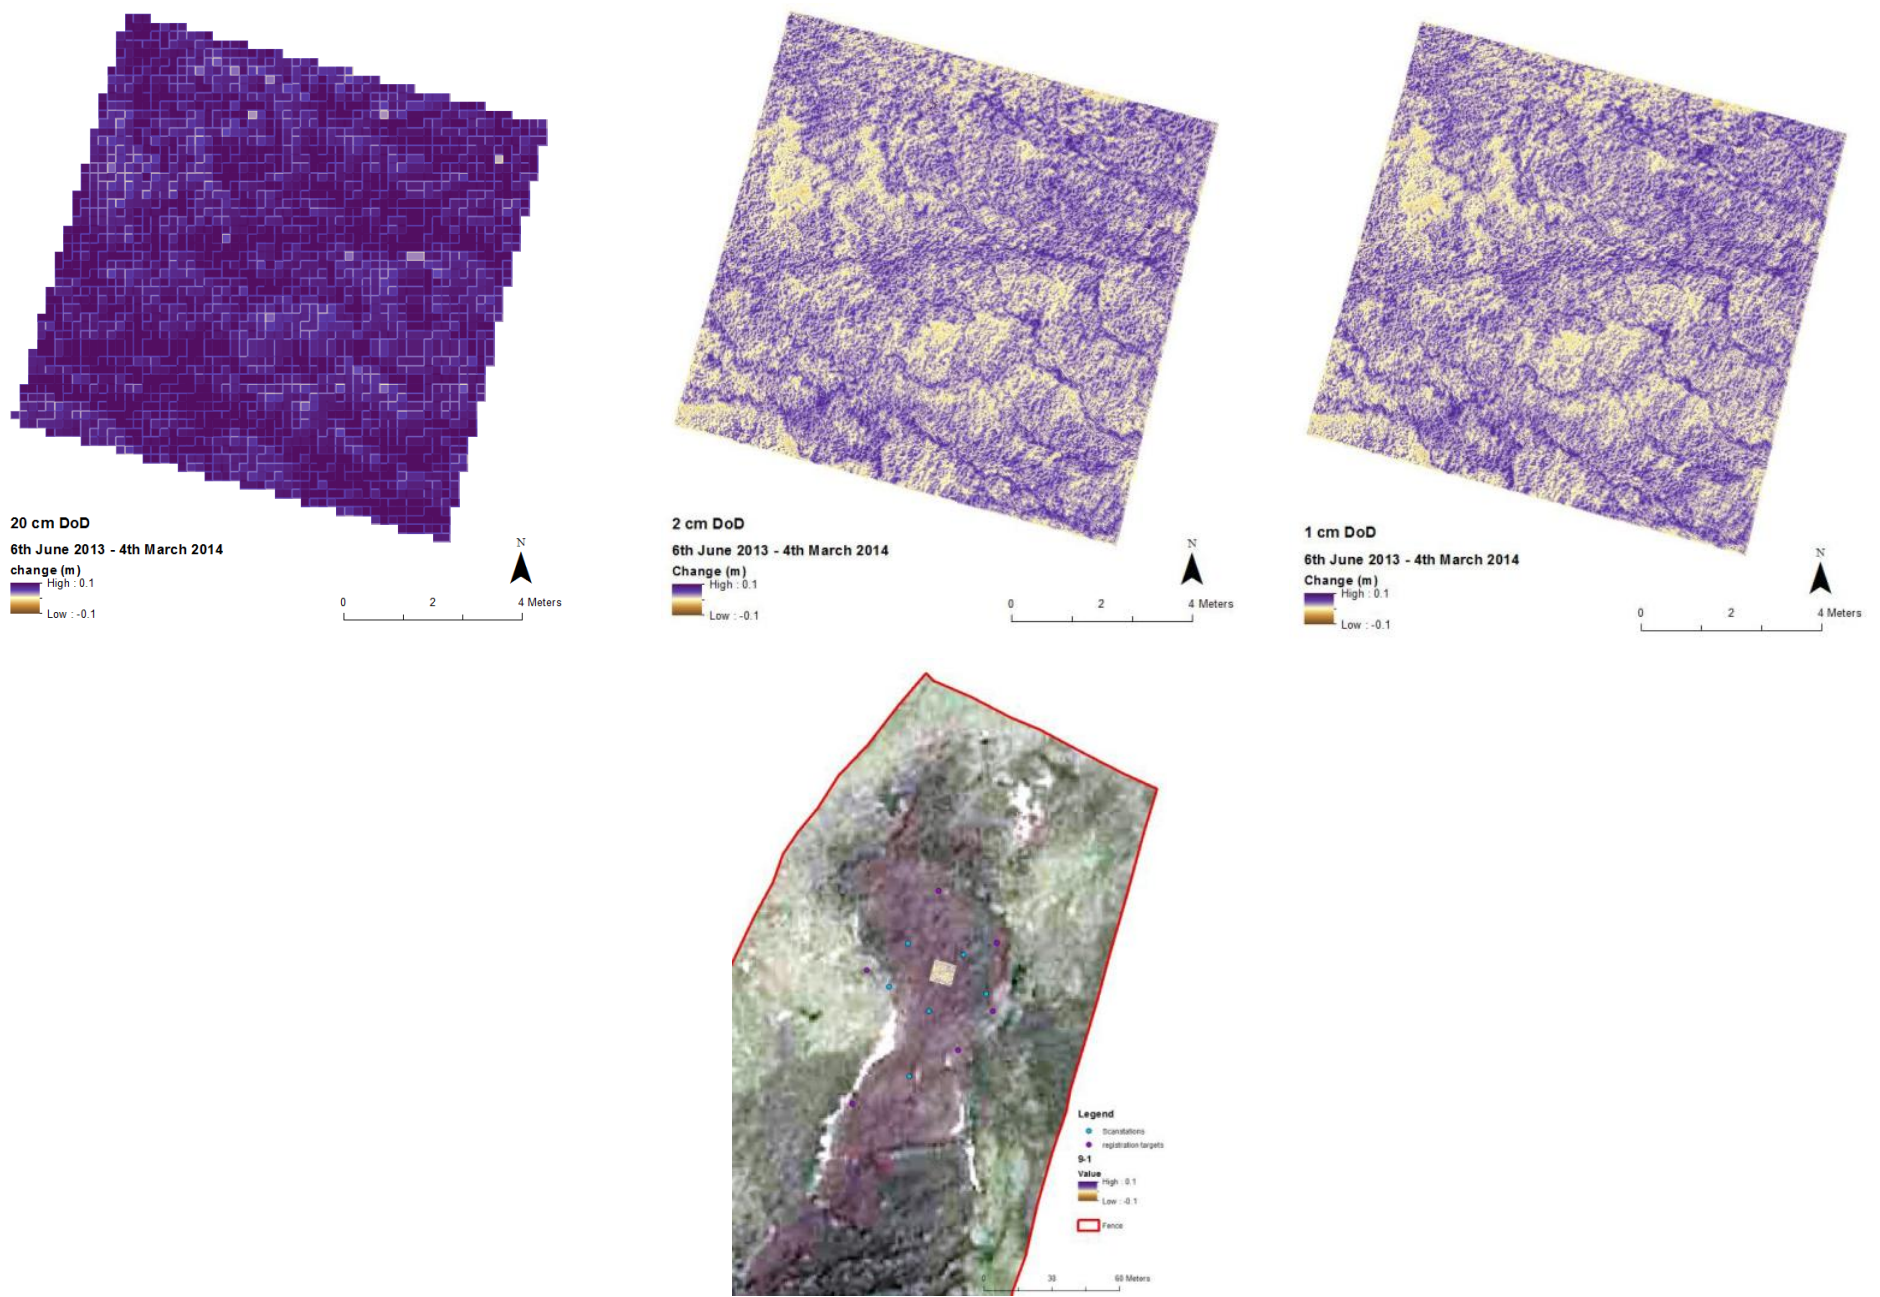 20 cm DoD
6th June 2013 - 4th March 2014
change (m)
High : 0.1
Low : -0.1
N
0 2 4 Meters
2 cm DoD
6th June 2013 - 4th March 2014
Change (m)
High : 0.1
Low : -0.1
N
0 2 4 Meters
1 cm DoD
6th June 2013 - 4th March 2014
Change (m)
High : 0.1
Low : -0.1
N
0 2 4 Meters
Legend
Scanstations
registration targets
9-1
Value
High : 0.1
Low : -0.1
Fence
0 30 60 Meters